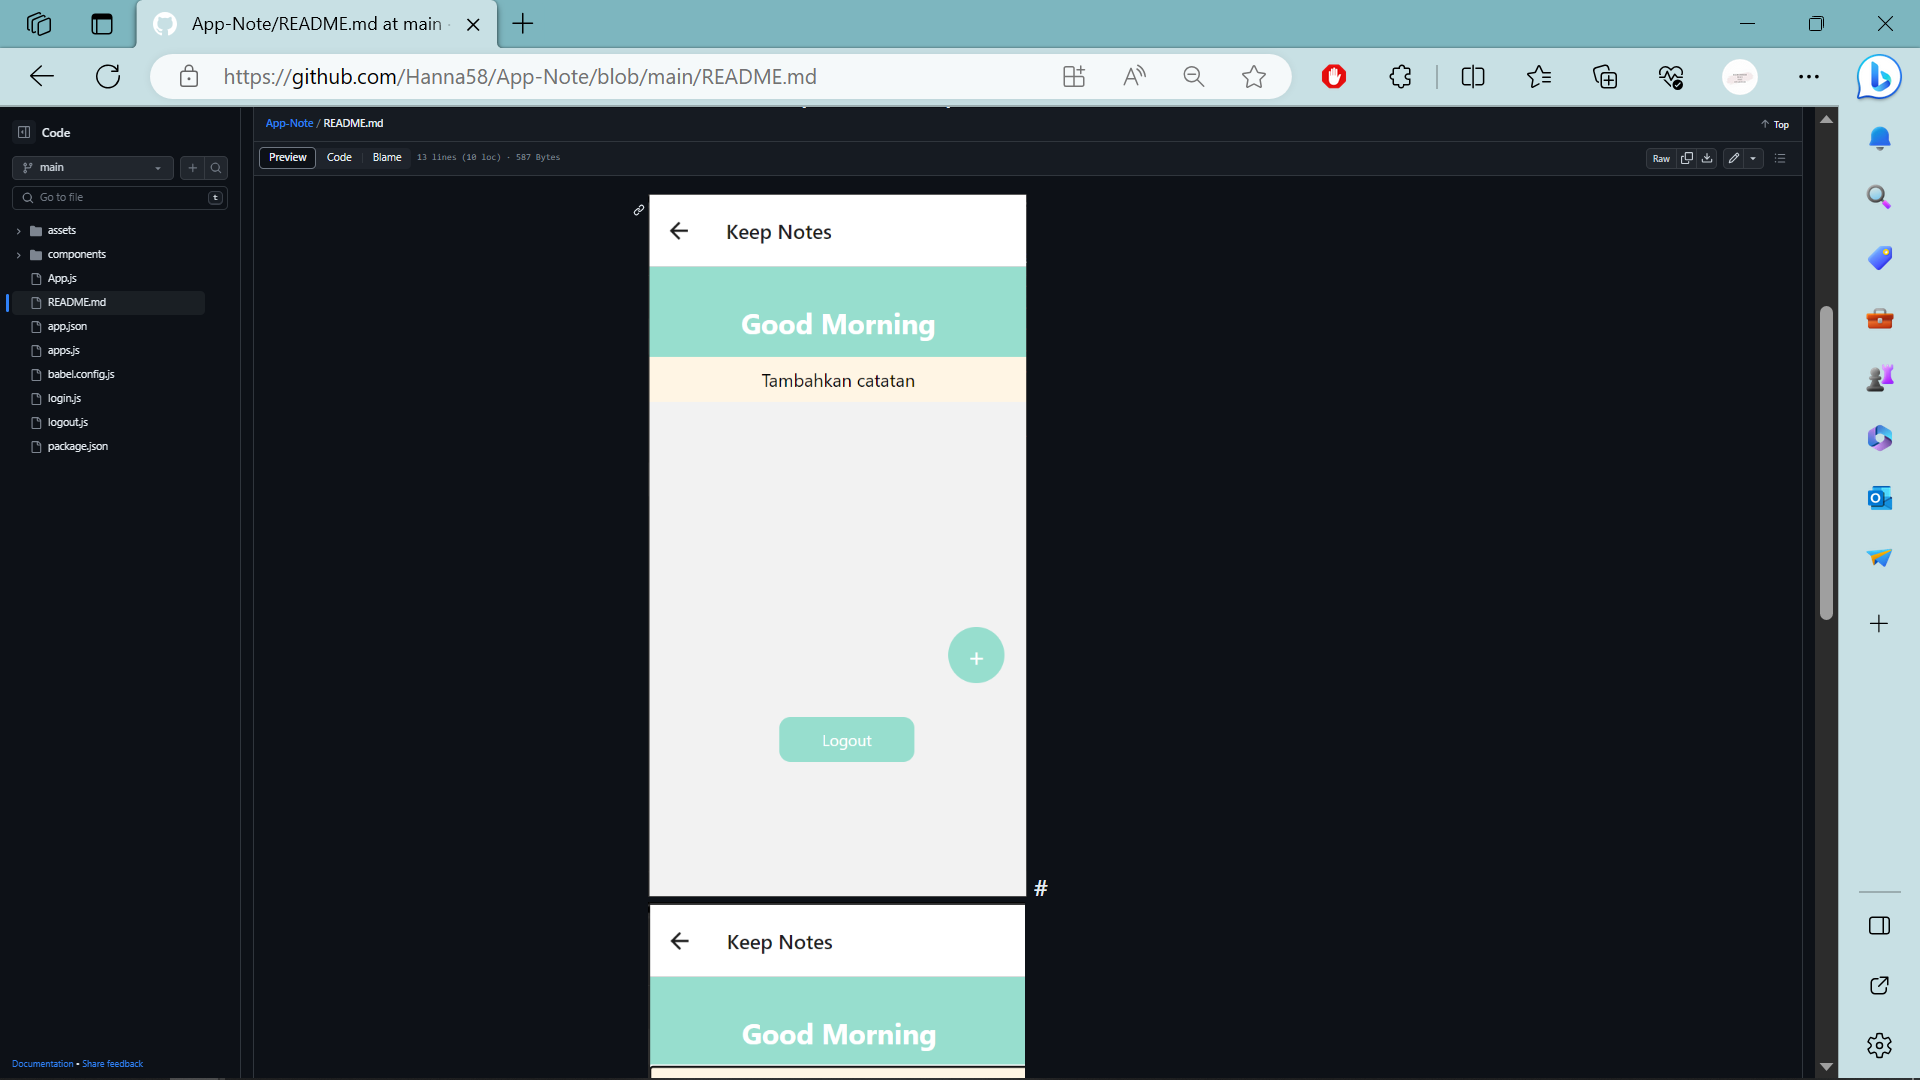 App-Note/README.md at main
https://github.com/Hanna58/App-Note/blob/main/README.md
Code
main
Go to file
t
assets
components
App.js
README.md
app.json
apps.js
babel.config.js
login.js
logout.js
package.json
Documentation • Share feedback
App-Note / README.md
Top
Preview
Code
Blame
13 lines (10 loc) · 587 Bytes
Raw
Keep Notes
Good Morning
Tambahkan catatan
+
Logout
#
Keep Notes
Good Morning